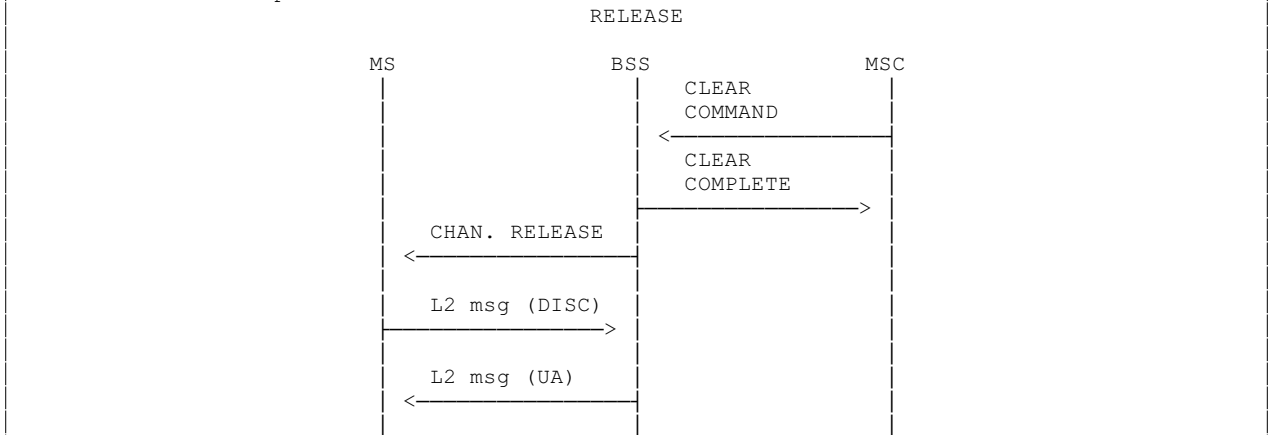 RELEASE
MS BSS MSC
CLEAR
COMMAND
CLEAR
COMPLETE
CHAN. RELEASE
L2 msg (DISC)
L2 msg (UA)